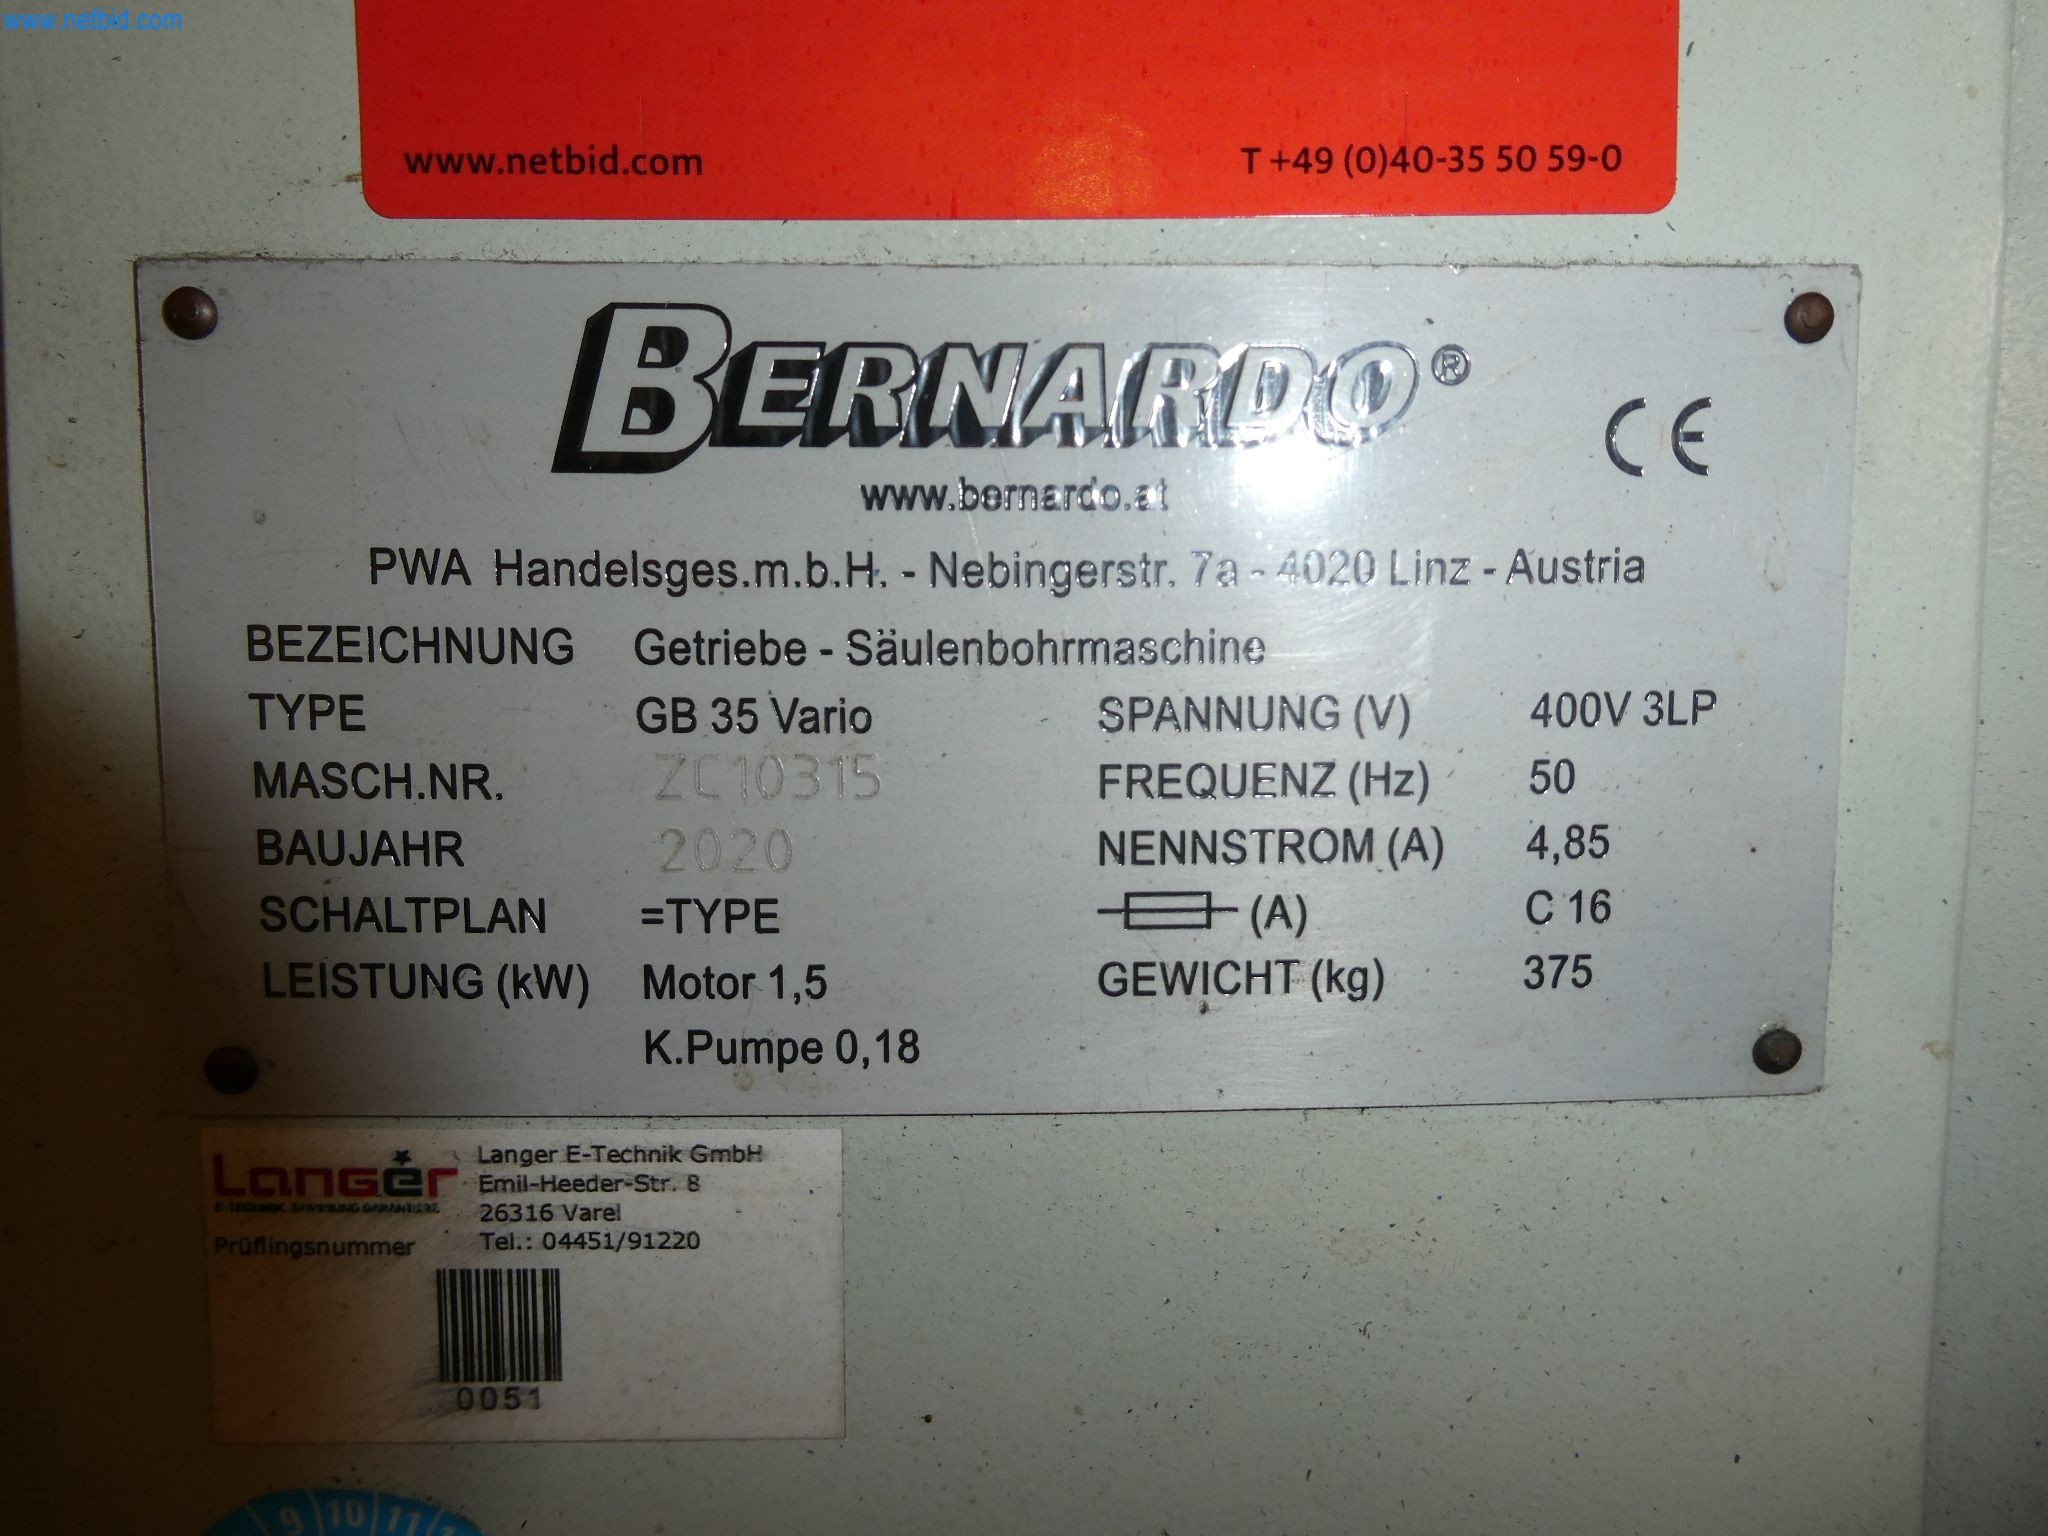 www.netbid.com
www.netbid.com T +49 (0)40-35 50 59-0
BERNARDO®
CE
www.bernardo.at
PWA Handelsges.m.b.H. - Nebingerstr. 7a - 4020 Linz - Austria
BEZEICHNUNG Getriebe - Säulenbohrmaschine
TYPE GB 35 Vario SPANNUNG (V) 400V 3LP
MASCH.NR. ZC10315 FREQUENZ (Hz) 50
BAUJAHR 2020 NENNSTROM (A) 4,85
SCHALTPLAN =TYPE (A) C 16
LEISTUNG (kW) Motor 1,5 GEWICHT (kg) 375
K.Pumpe 0,18
Langer Langer E-Technik GmbH
E-TECHNIK. SPANNUNG GARANTIERT. Emil-Heeder-Str. 8
26316 Varel
Prüflingsnummer Tel.: 04451/91220
0051
9 10 11